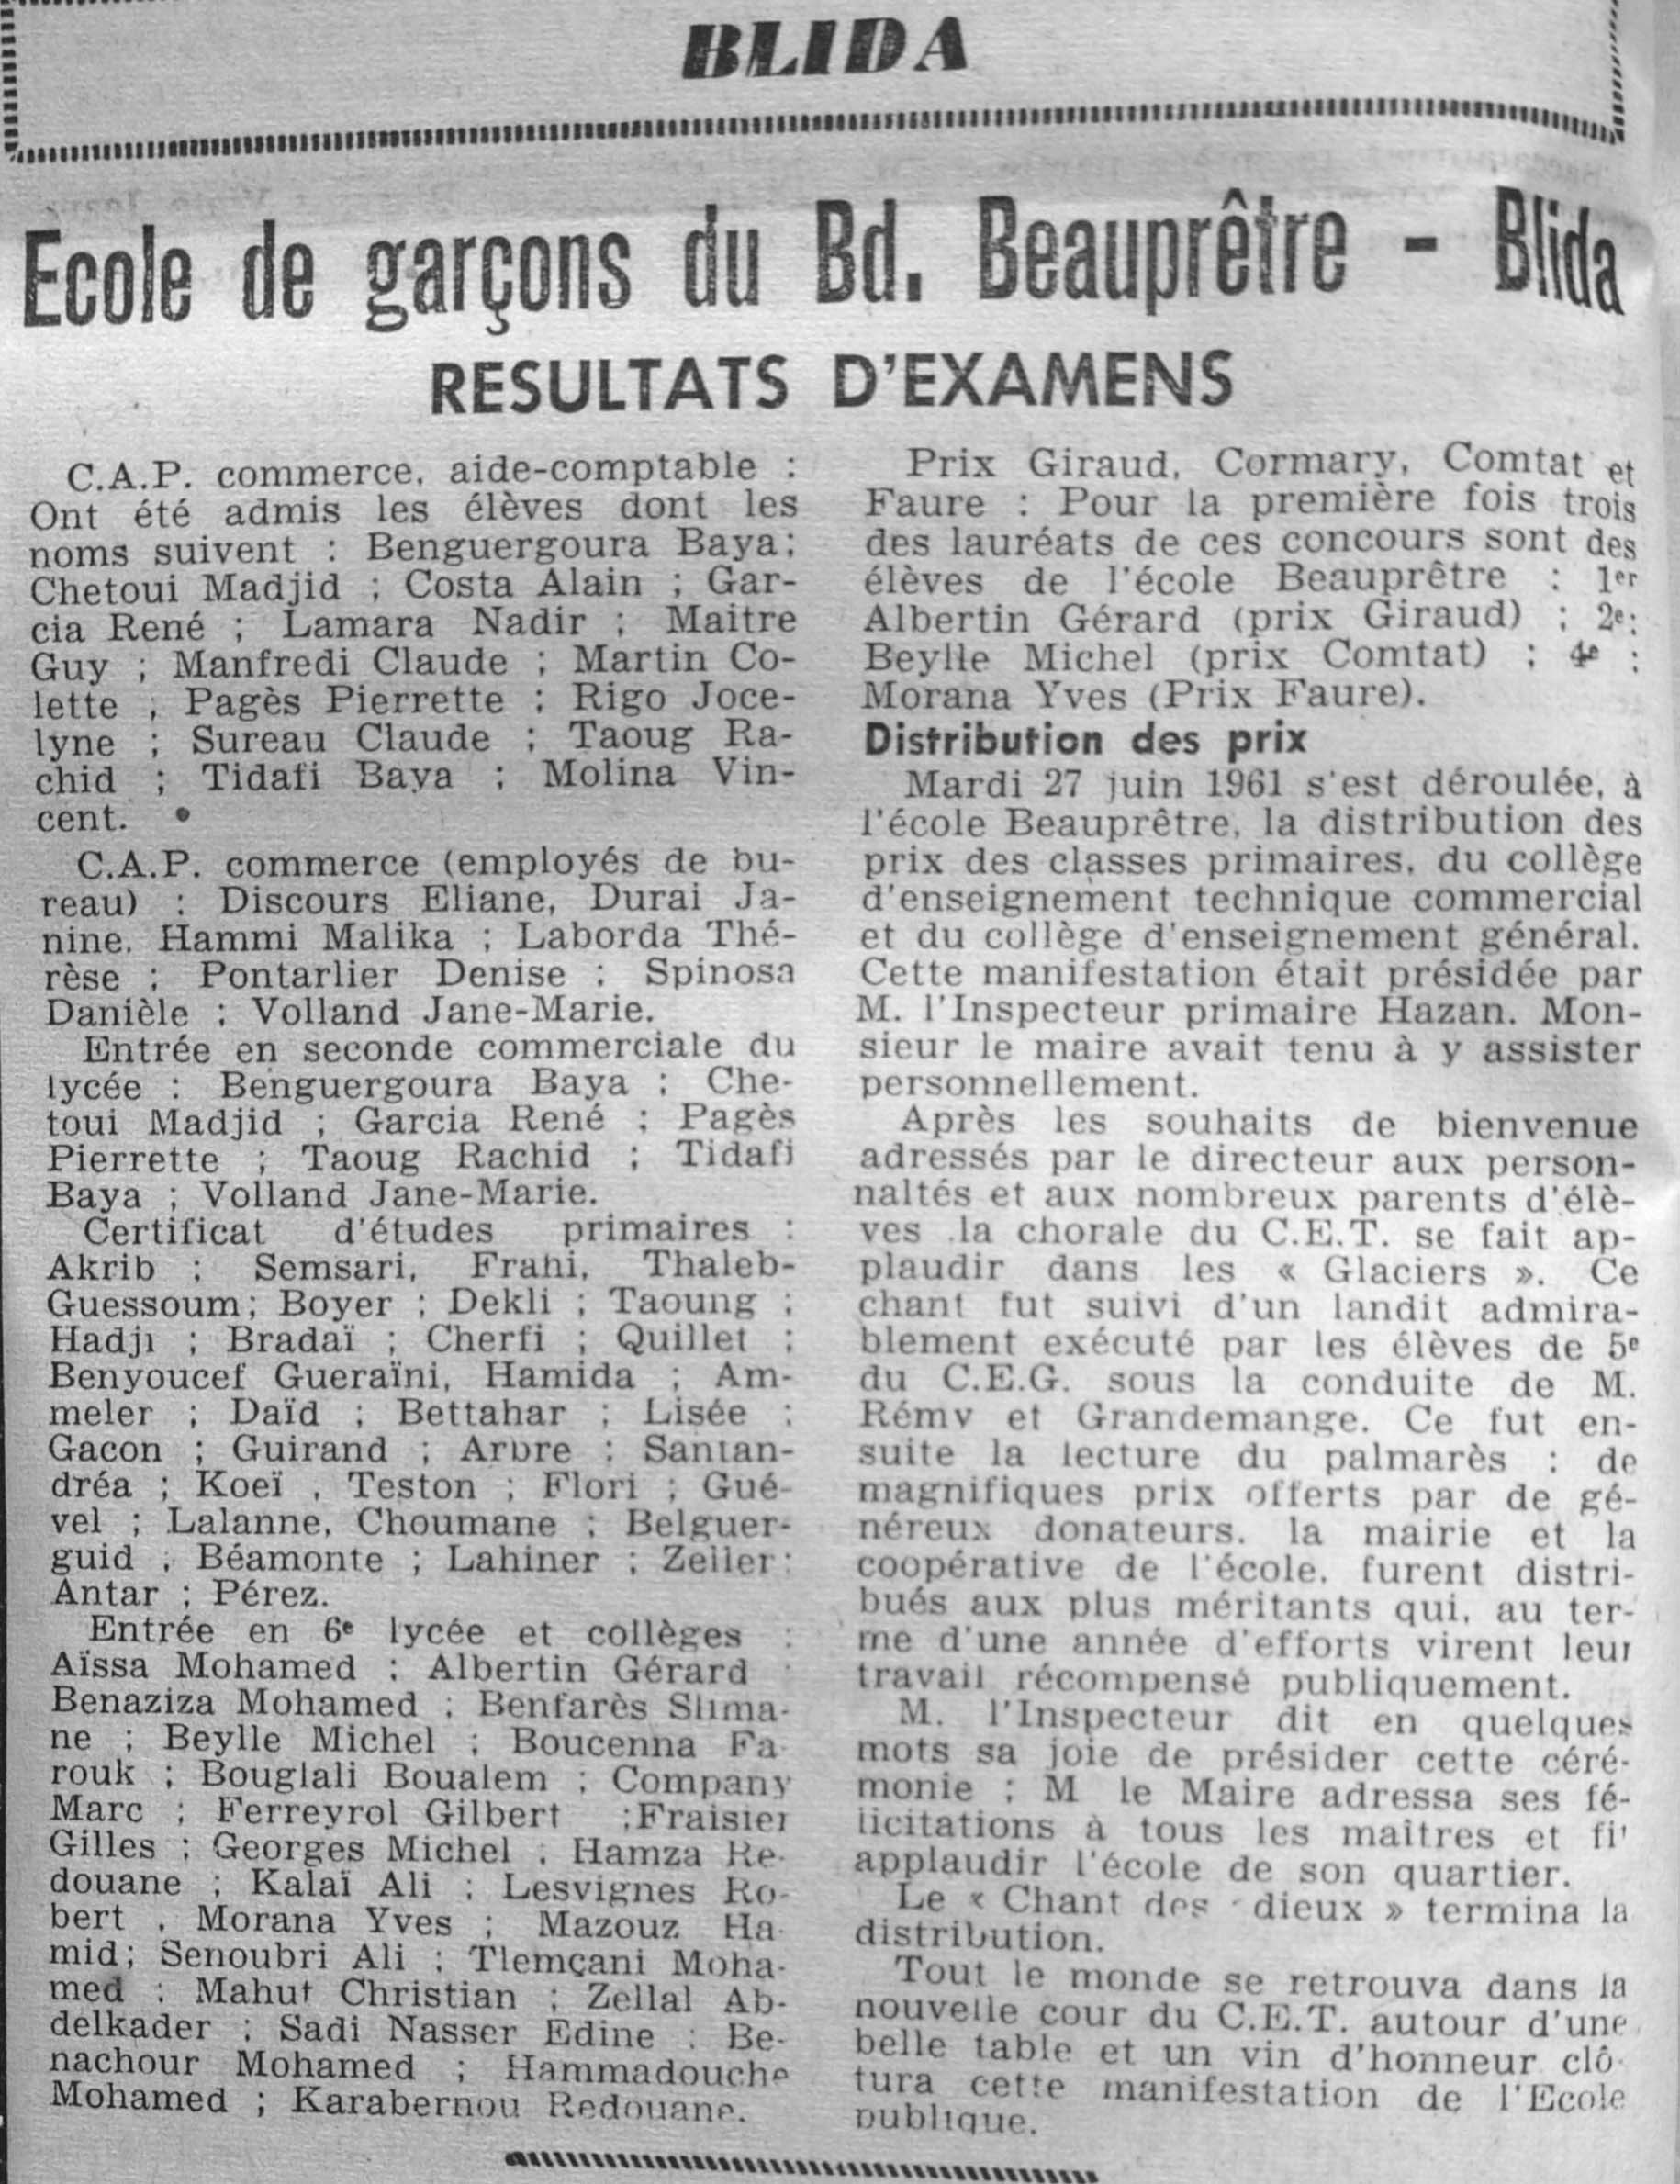 BLIDA
Ecole de garçons du Bd. Beauprêtre - Blida
RESULTATS D'EXAMENS
C.A.P. commerce, aide-comptable :
Ont été admis les élèves dont les
noms suivent : Benguergoura Baya;
Chetoui Madjid ; Costa Alain ; Gar-
cia René ; Lamara Nadir ; Maitre
Guy ; Manfredi Claude ; Martin Co-
lette ; Pagès Pierrette ; Rigo Joce-
lyne ; Sureau Claude ; Taoug Ra-
chid ; Tidafi Baya ; Molina Vin-
cent.
C.A.P. commerce (employés de bu-
reau) : Discours Eliane, Durai Ja-
nine, Hammi Malika ; Laborda Thé-
rèse ; Pontarlier Denise ; Spinosa
Danièle ; Volland Jane-Marie.
Entrée en seconde commerciale du
lycée : Benguergoura Baya ; Che-
toui Madjid ; Garcia René ; Pagès
Pierrette ; Taoug Rachid ; Tidafi
Baya ; Volland Jane-Marie.
Certificat d'études primaires :
Akrib ; Semsari, Frahi, Thaleb-
Guessoum; Boyer ; Dekli ; Taoung ;
Hadji ; Bradaï ; Cherfi ; Quillet ;
Benyoucef Gueraïni, Hamida ; Am-
meler ; Daïd ; Bettahar ; Lisée ;
Gacon ; Guirand ; Arbre ; Santan-
dréa ; Koeï , Teston ; Flori ; Gué-
vel ; Lalanne, Choumane ; Belguer-
guid , Béamonte ; Lahiner ; Zeiler;
Antar ; Pérez.
Entrée en 6e lycée et collèges :
Aïssa Mohamed ; Albertin Gérard
Benaziza Mohamed ; Benfarès Slima-
ne ; Beylle Michel ; Boucenna Fa-
rouk ; Bouglali Boualem ; Company
Marc ; Ferreyrol Gilbert ;Fraisier
Gilles ; Georges Michel ; Hamza Re-
douane ; Kalaï Ali ; Lesvignes Ro-
bert , Morana Yves ; Mazouz Ha-
mid; Senoubri Ali ; Tlemçani Moha-
med ; Mahut Christian ; Zellal Ab-
delkader ; Sadi Nasser Edine ; Be-
nachour Mohamed ; Hammadouche
Mohamed ; Karabernou Redouane.
Prix Giraud, Cormary, Comtat et
Faure : Pour la première fois trois
des lauréats de ces concours sont des
élèves de l'école Beauprêtre : 1er
Albertin Gérard (prix Giraud) ; 2e:
Beylle Michel (prix Comtat) ; 4e :
Morana Yves (Prix Faure).
Distribution des prix
Mardi 27 juin 1961 s'est déroulée, à
l'école Beauprêtre, la distribution des
prix des classes primaires, du collège
d'enseignement technique commercial
et du collège d'enseignement général.
Cette manifestation était présidée par
M. l'Inspecteur primaire Hazan. Mon-
sieur le maire avait tenu à y assister
personnellement.
Après les souhaits de bienvenue
adressés par le directeur aux person-
naltés et aux nombreux parents d'élè-
ves ,la chorale du C.E.T. se fait ap-
plaudir dans les « Glaciers ». Ce
chant fut suivi d'un landit admira-
blement exécuté par les élèves de 5e
du C.E.G. sous la conduite de M.
Rémy et Grandemange. Ce fut en-
suite la lecture du palmarès : de
magnifiques prix offerts par de gé-
néreux donateurs, la mairie et la
coopérative de l'école, furent distri-
bués aux plus méritants qui, au ter-
me d'une année d'efforts virent leur
travail récompensé publiquement.
M. l'Inspecteur dit en quelques
mots sa joie de présider cette céré-
monie ; M le Maire adressa ses fé-
licitations à tous les maîtres et fit
applaudir l'école de son quartier.
Le « Chant des dieux » termina la
distribution.
Tout le monde se retrouva dans la
nouvelle cour du C.E.T. autour d'une
belle table et un vin d'honneur clô-
tura cette manifestation de l'Ecole
publique.